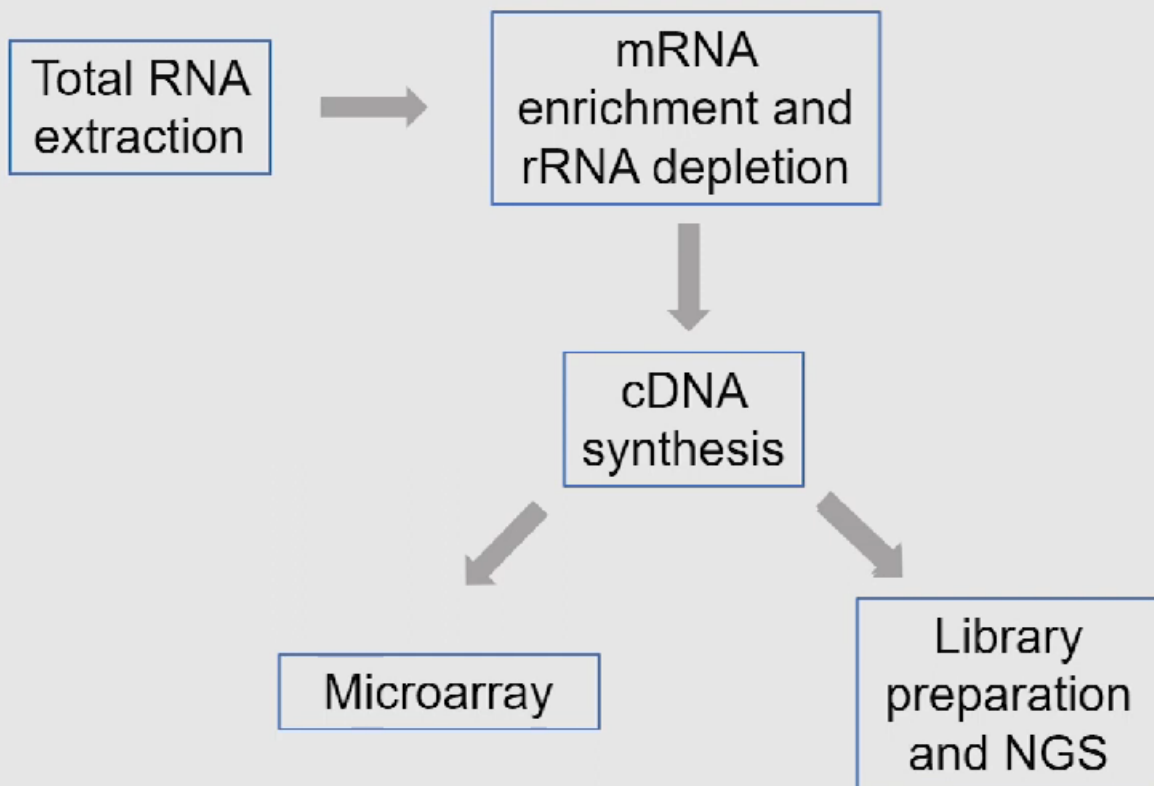 Total RNA
extraction
mRNA
enrichment and
rRNA depletion
cDNA
synthesis
Microarray
Library
preparation
and NGS